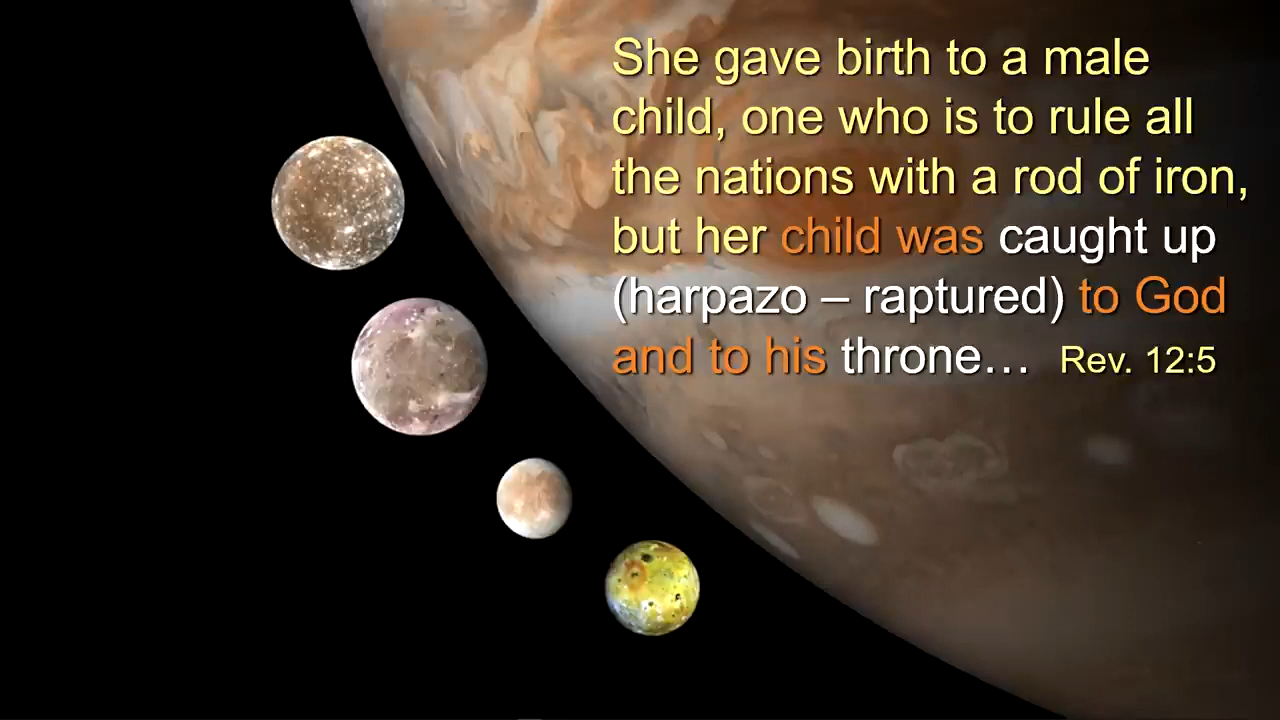 She gave birth to a male
child, one who is to rule all
the nations with a rod of iron,
but her child was caught up
(harpazo – raptured) to God
and to his throne… Rev. 12:5